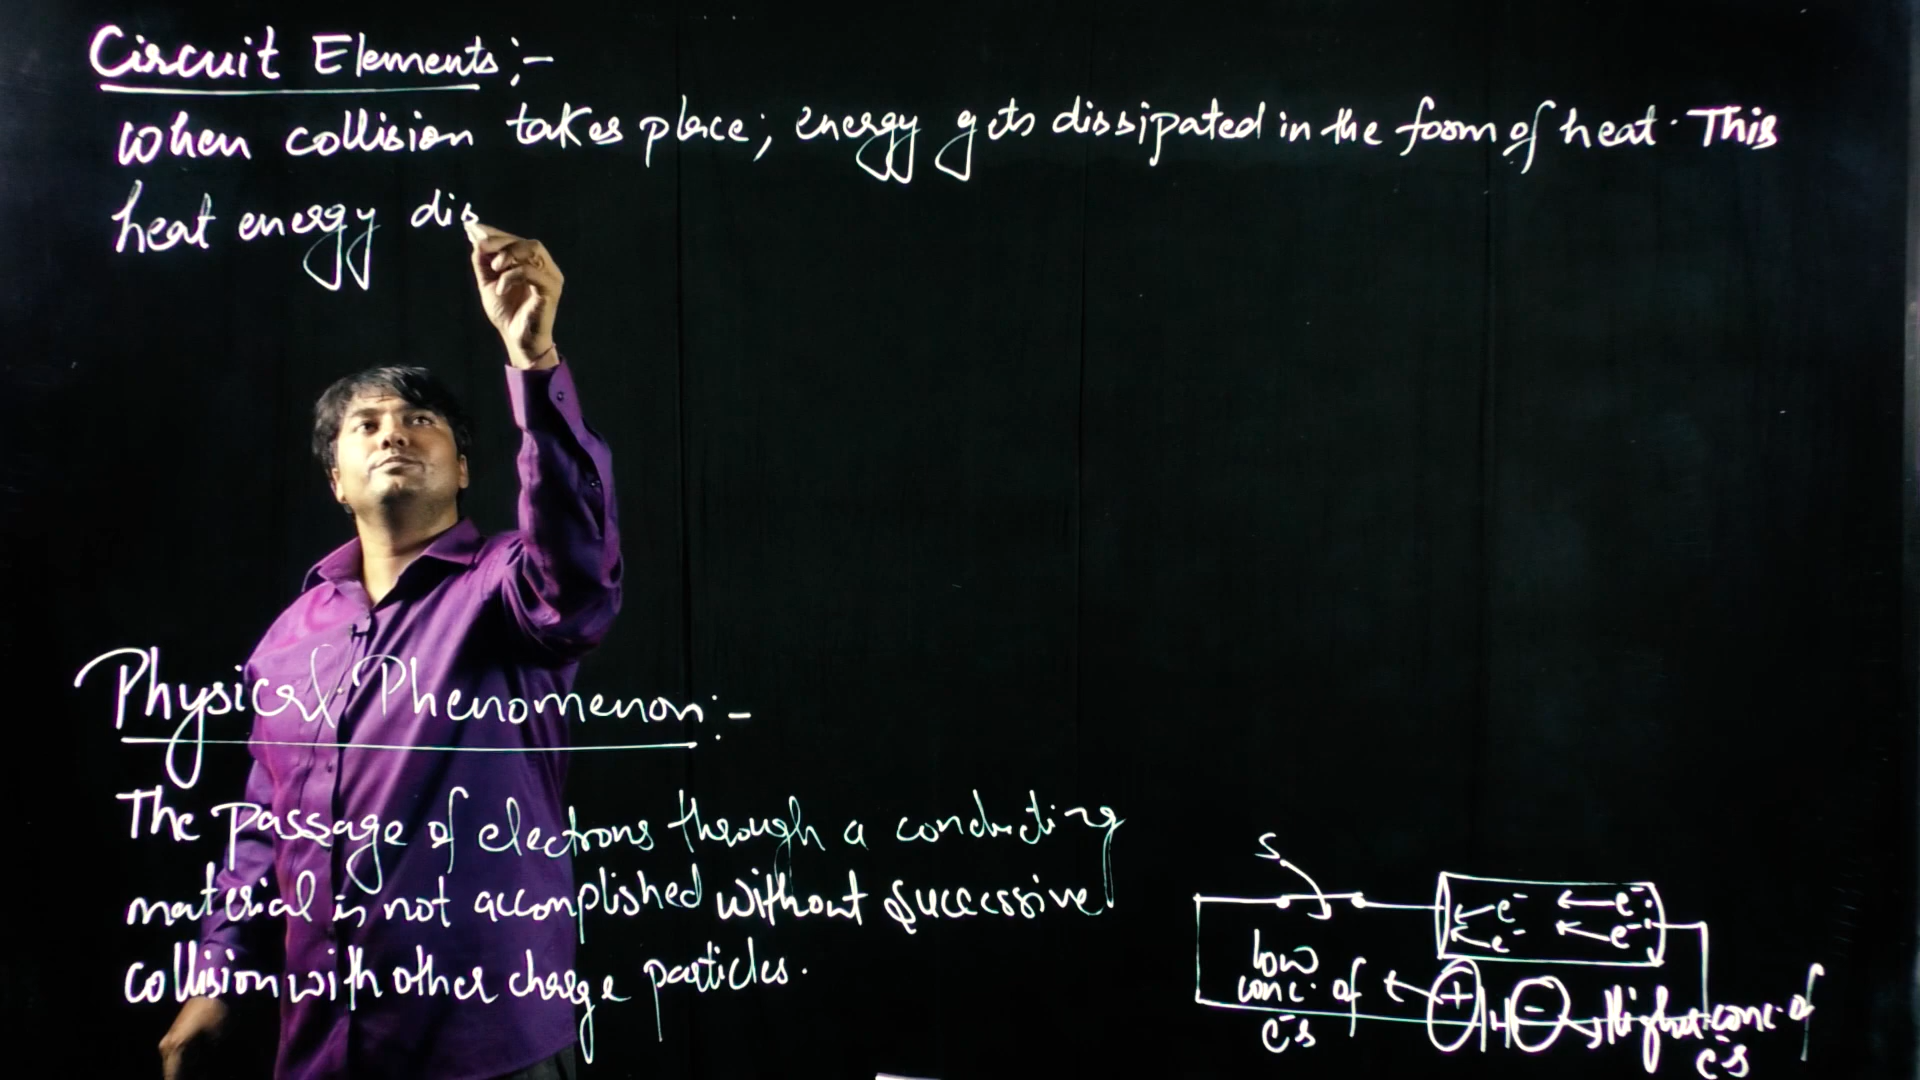 Circuit Elements:-
When collision takes place; energy gets dissipated in the form of heat. This
heat energy dis
Physical Phenomenon:-
The passage of electrons through a conducting
material is not accomplished without successive
collision with other charge particles.
S
e⁻ e⁻
e⁻ e⁻
low
conc. of
e⁻s
+ -
Higher conc. of
e⁻s